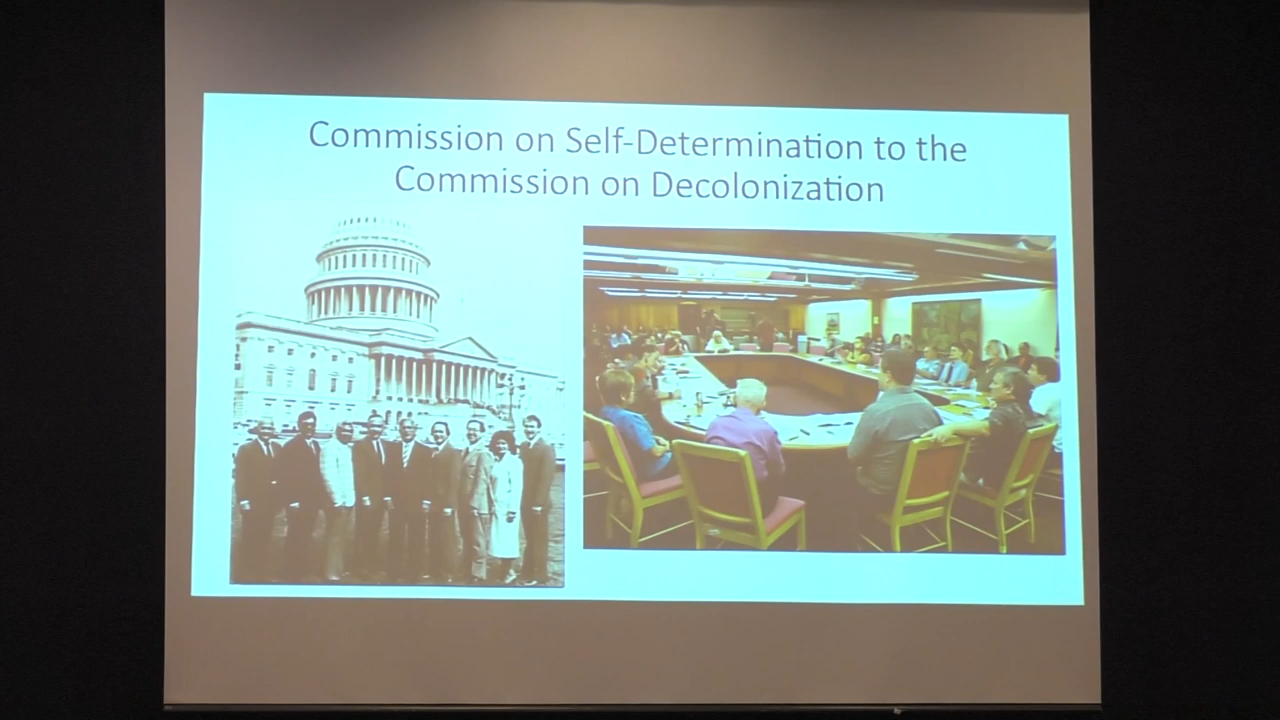 Commission on Self-Determination to the
Commission on Decolonization